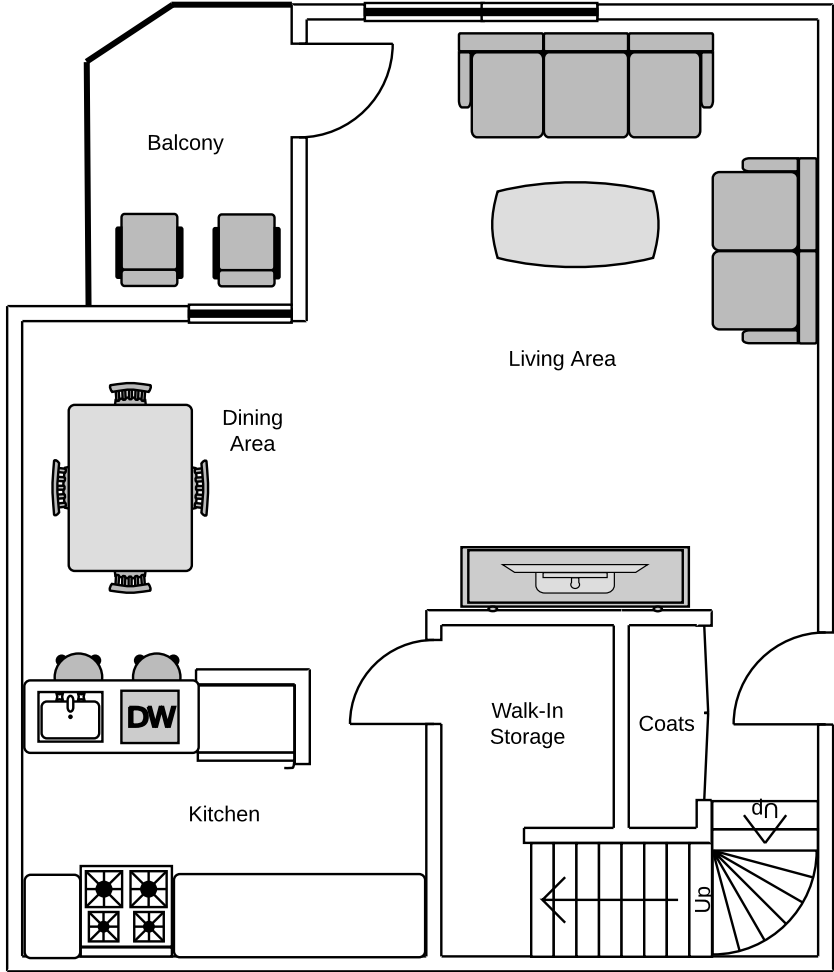 Balcony
Living Area
Dining
Area
DW
Walk-In
Storage
Coats
Kitchen
Up
Up